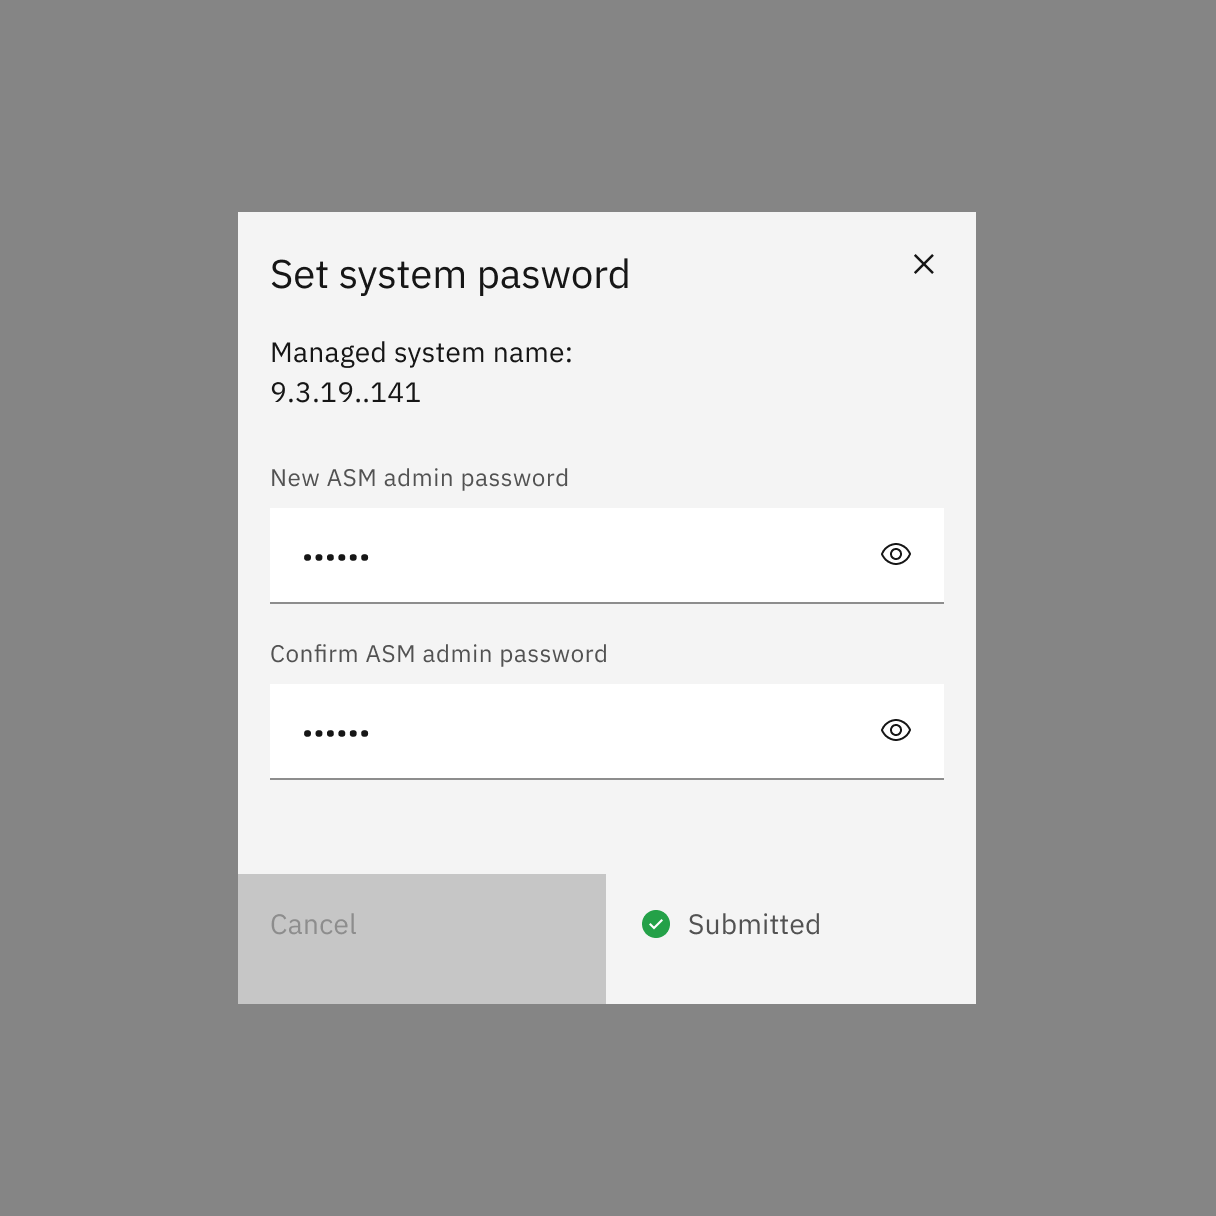 Set system pasword
Managed system name:
9.3.19..141
New ASM admin password
••••••
Confirm ASM admin password
••••••
Cancel
Submitted